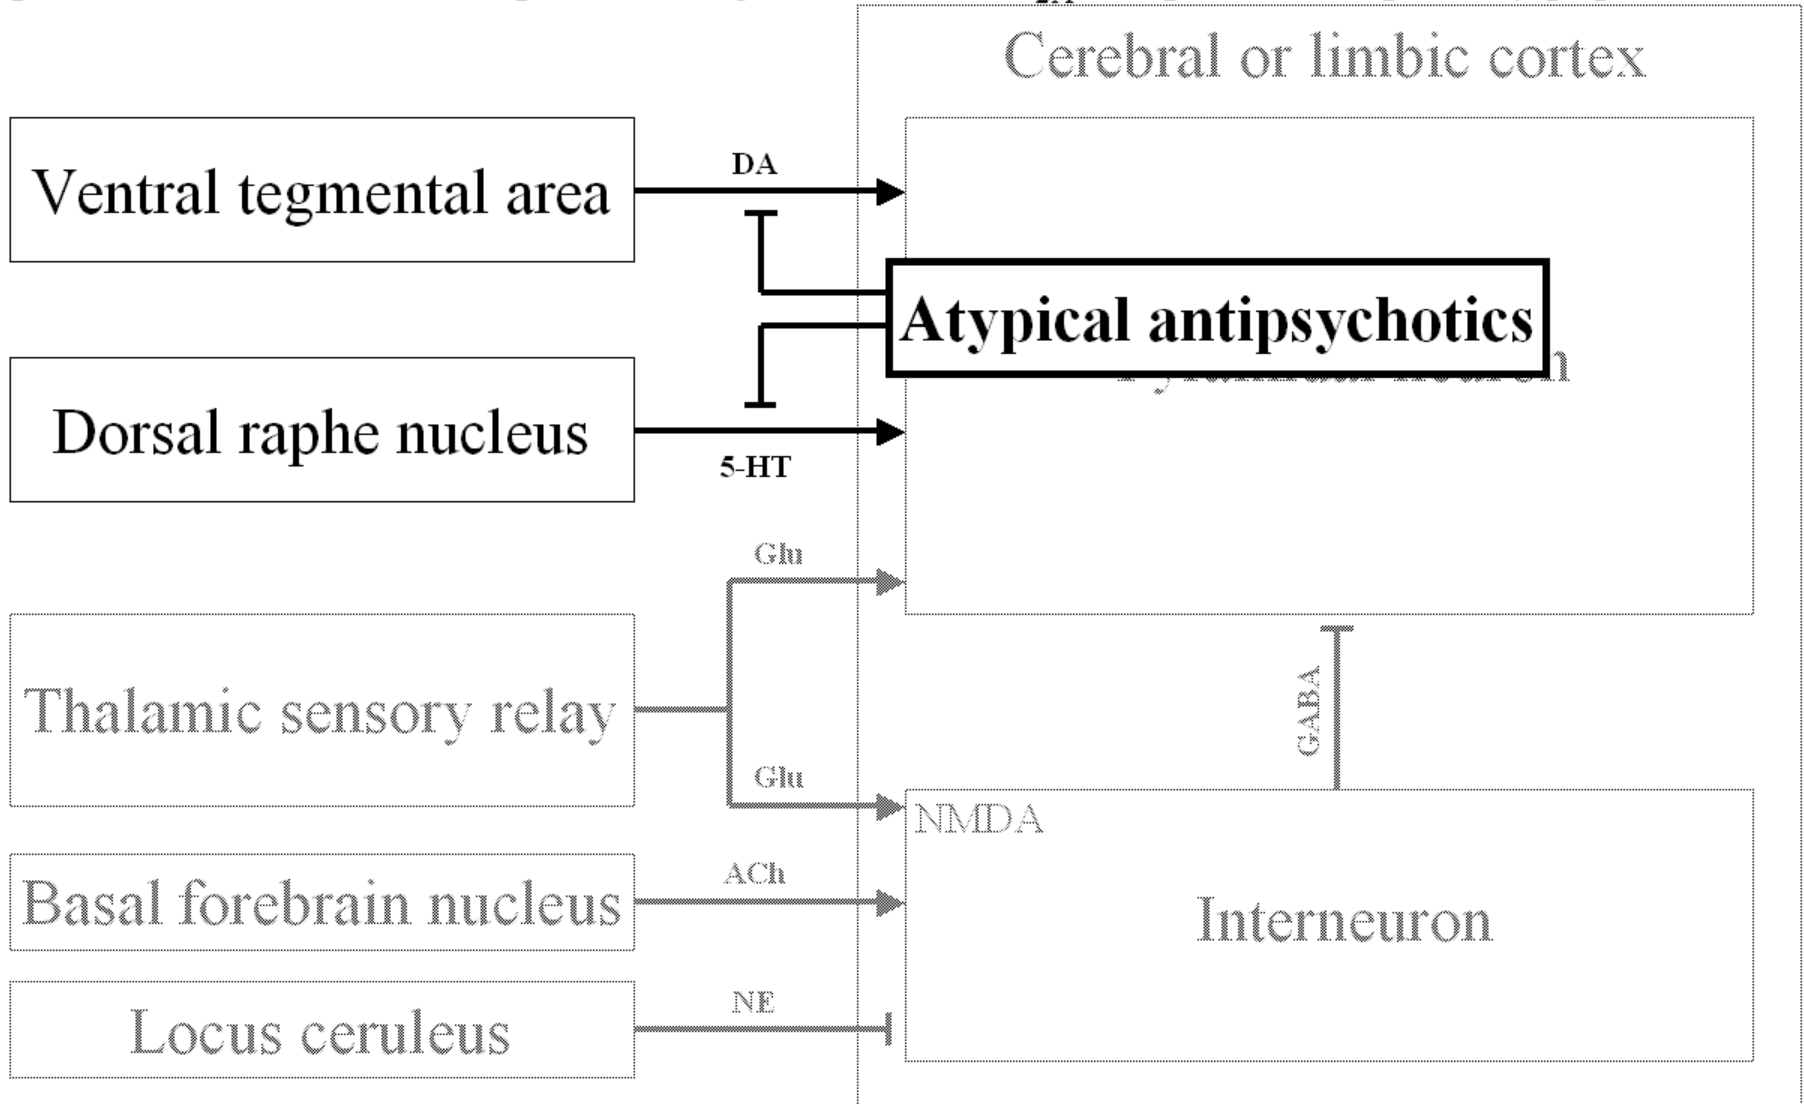 Cerebral or limbic cortex
Ventral tegmental area
DA
Atypical antipsychotics
Dorsal raphe nucleus
5-HT
Glu
Thalamic sensory relay
GABA
Glu
NMDA
Basal forebrain nucleus
ACh
Interneuron
Locus ceruleus
NE